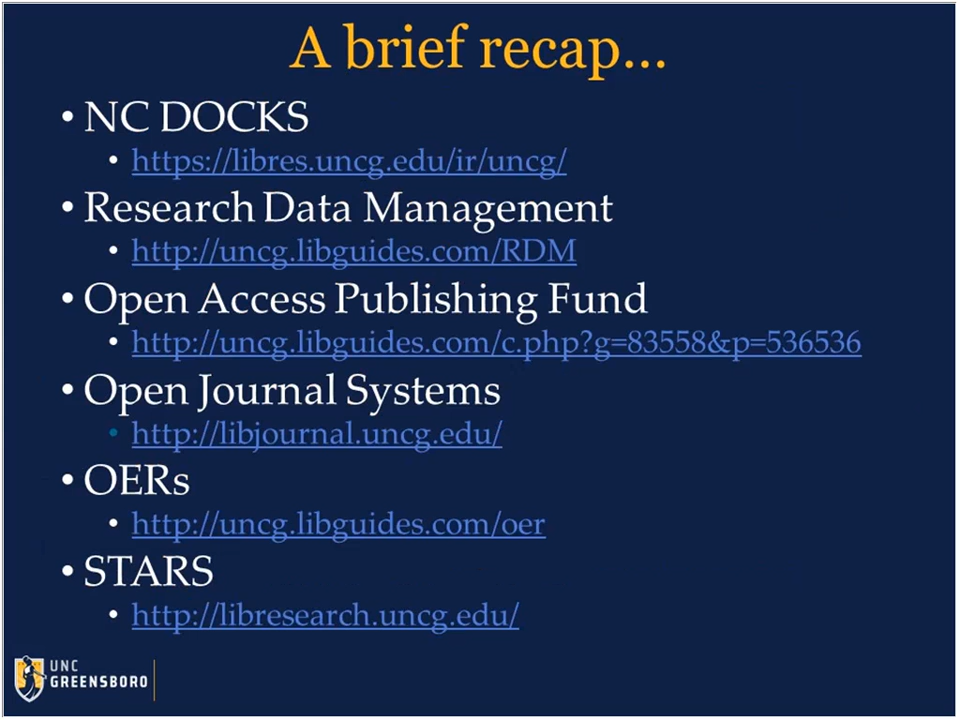 A brief recap...
• NC DOCKS
• https://libres.uncg.edu/ir/uncg/
• Research Data Management
• http://uncg.libguides.com/RDM
• Open Access Publishing Fund
• http://uncg.libguides.com/c.php?g=83558&p=536536
• Open Journal Systems
• http://libjournal.uncg.edu/
• OERs
• http://uncg.libguides.com/oer
• STARS
• http://libresearch.uncg.edu/
UNC
GREENSBORO